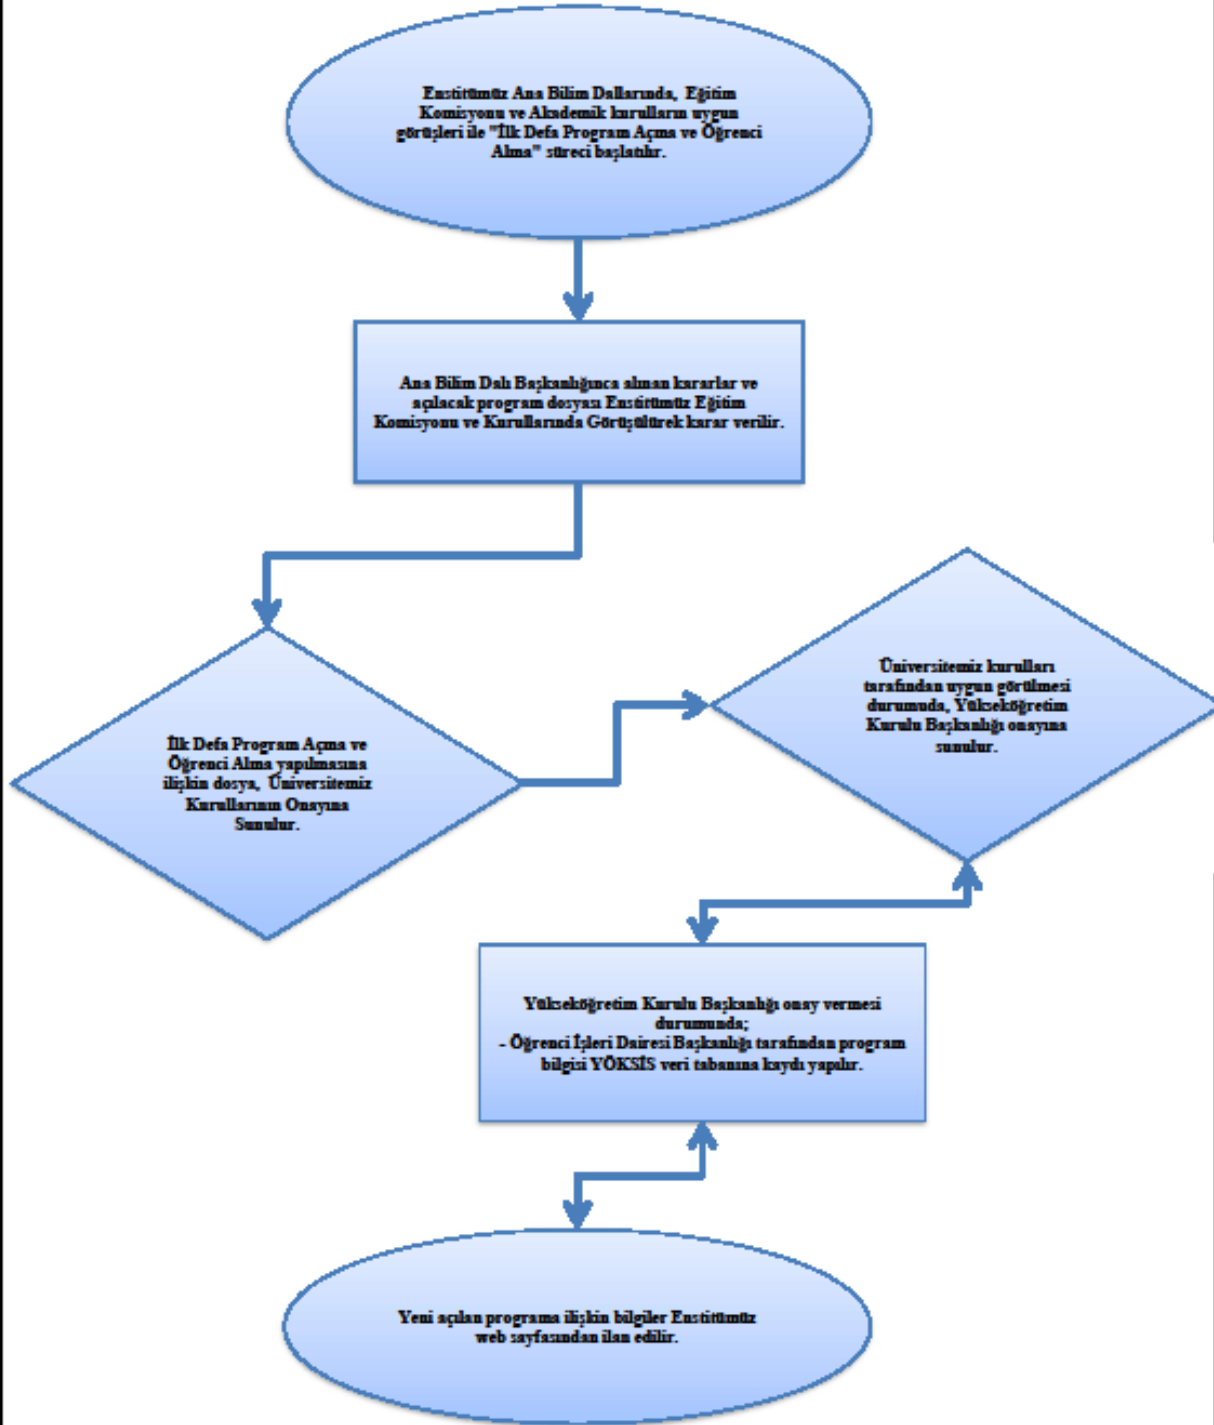 Enstitümüz Ana Bilim Dallarında, Eğitim
Komisyonu ve Akademik kurulların uygun
görüşleri ile "İlk Defa Program Açma ve Öğrenci
Alma" süreci başlatılır.
Ana Bilim Dalı Başkanlığınca alınan kararlar ve
açılacak program dosyası Enstitümüz Eğitim
Komisyonu ve Kurullarında Görüşülürek karar verilir.
Üniversitemiz kurulları
tarafından uygun görülmesi
durumuda, Yükseköğretim
Kurulu Başkanlığı onayına
sunulur.
İlk Defa Program Açma ve
Öğrenci Alma yapılmasına
ilişkin dosya, Üniversitemiz
Kurullarının Onayına
Sunulur.
Yükseköğretim Kurulu Başkanlığı onay vermesi
durumunda;
- Öğrenci İşleri Dairesi Başkanlığı tarafından program
bilgisi YÖKSİS veri tabanına kaydı yapılır.
Yeni açılan programa ilişkin bilgiler Enstitümüz
web sayfasından ilan edilir.